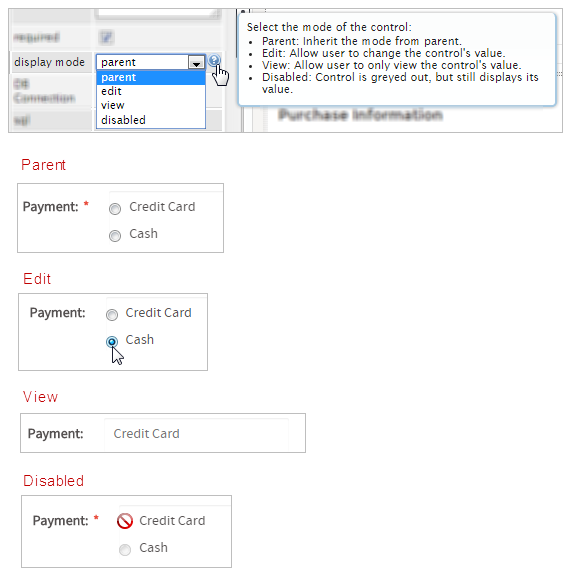 required
display mode parent
parent
edit
view
disabled
DB
Connection
sql
Select the mode of the control:
• Parent: Inherit the mode from parent.
• Edit: Allow user to change the control's value.
• View: Allow user to only view the control's value.
• Disabled: Control is greyed out, but still displays its
value.
Purchase Information
Parent
Payment: * Credit Card
Cash
Edit
Payment: Credit Card
Cash
View
Payment: Credit Card
Disabled
Payment: * Credit Card
Cash